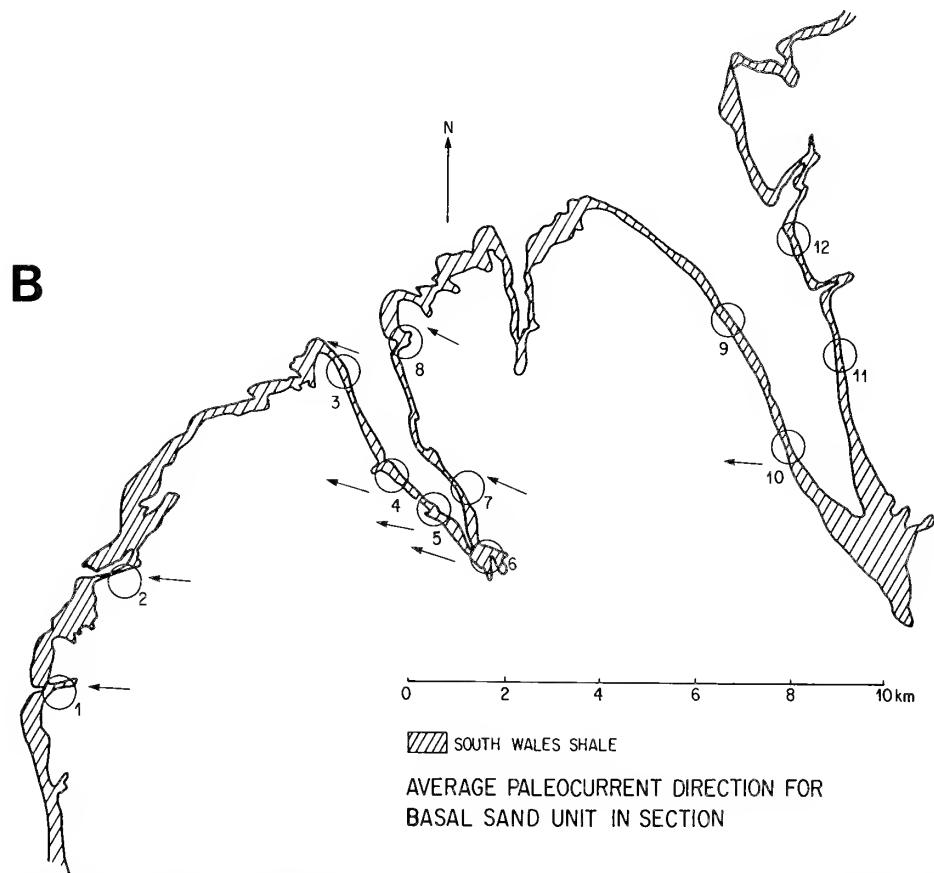 B
N
12
9
11
8
3
10
7
4
5
6
2
1
0 2 4 6 8 10 km
SOUTH WALES SHALE
AVERAGE PALEOCURRENT DIRECTION FOR
BASAL SAND UNIT IN SECTION